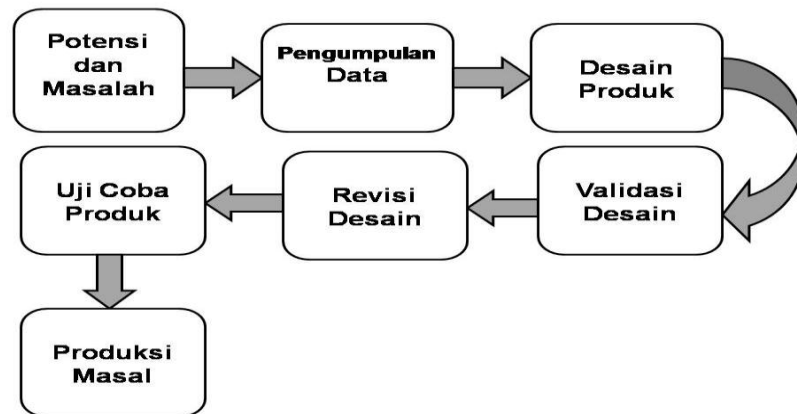 Potensi
dan
Masalah
Pengumpulan
Data
Desain
Produk
Validasi
Desain
Revisi
Desain
Uji Coba
Produk
Produksi
Masal